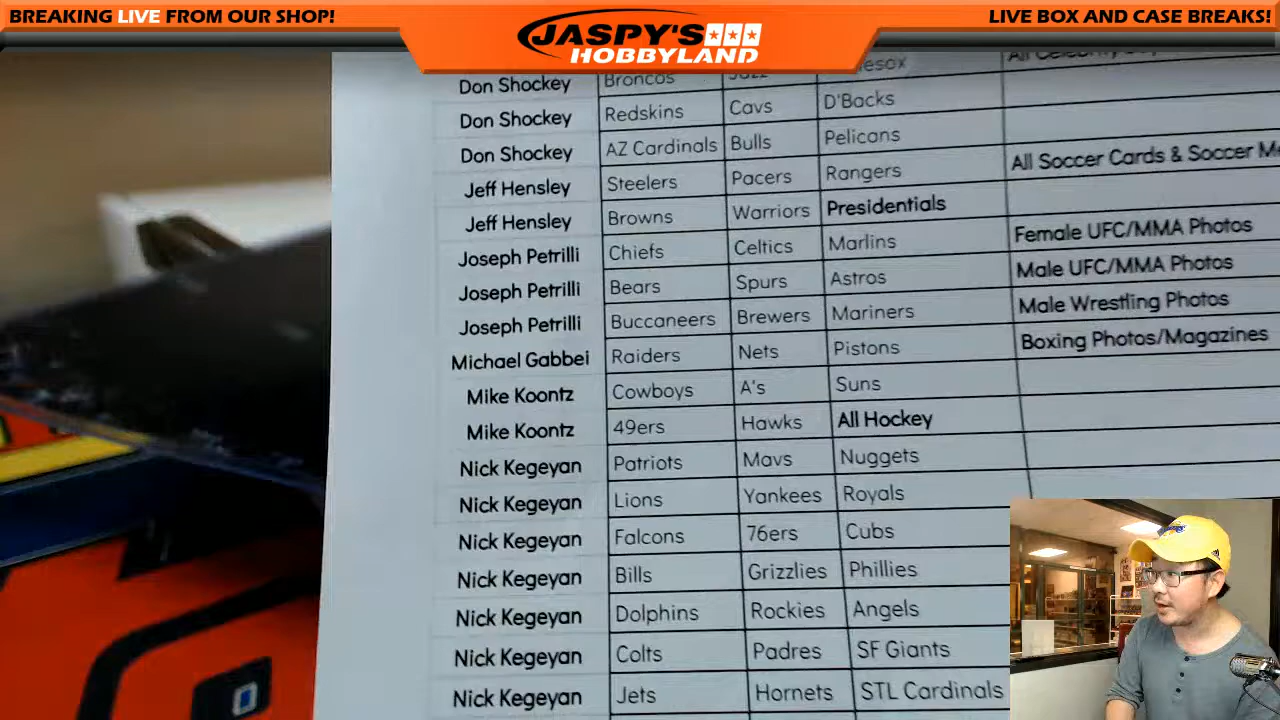 BREAKING LIVE FROM OUR SHOP!
JASPY'S
HOBBYLAND
LIVE BOX AND CASE BREAKS!
Don Shockey Broncos Jazz
Don Shockey Redskins Cavs D'Backs
Don Shockey AZ Cardinals Bulls Pelicans
Jeff Hensley Steelers Pacers Rangers All Soccer Cards & Soccer
Jeff Hensley Browns Warriors Presidentials
Joseph Petrilli Chiefs Celtics Marlins Female UFC/MMA Photos
Joseph Petrilli Bears Spurs Astros Male UFC/MMA Photos
Joseph Petrilli Buccaneers Brewers Mariners Male Wrestling Photos
Michael Gabbei Raiders Nets Pistons Boxing Photos/Magazines
Mike Koontz Cowboys A's Suns
Mike Koontz 49ers Hawks All Hockey
Nick Kegeyan Patriots Mavs Nuggets
Nick Kegeyan Lions Yankees Royals
Nick Kegeyan Falcons 76ers Cubs
Nick Kegeyan Bills Grizzlies Phillies
Nick Kegeyan Dolphins Rockies Angels
Nick Kegeyan Colts Padres SF Giants
Nick Kegeyan Jets Hornets STL Cardinals